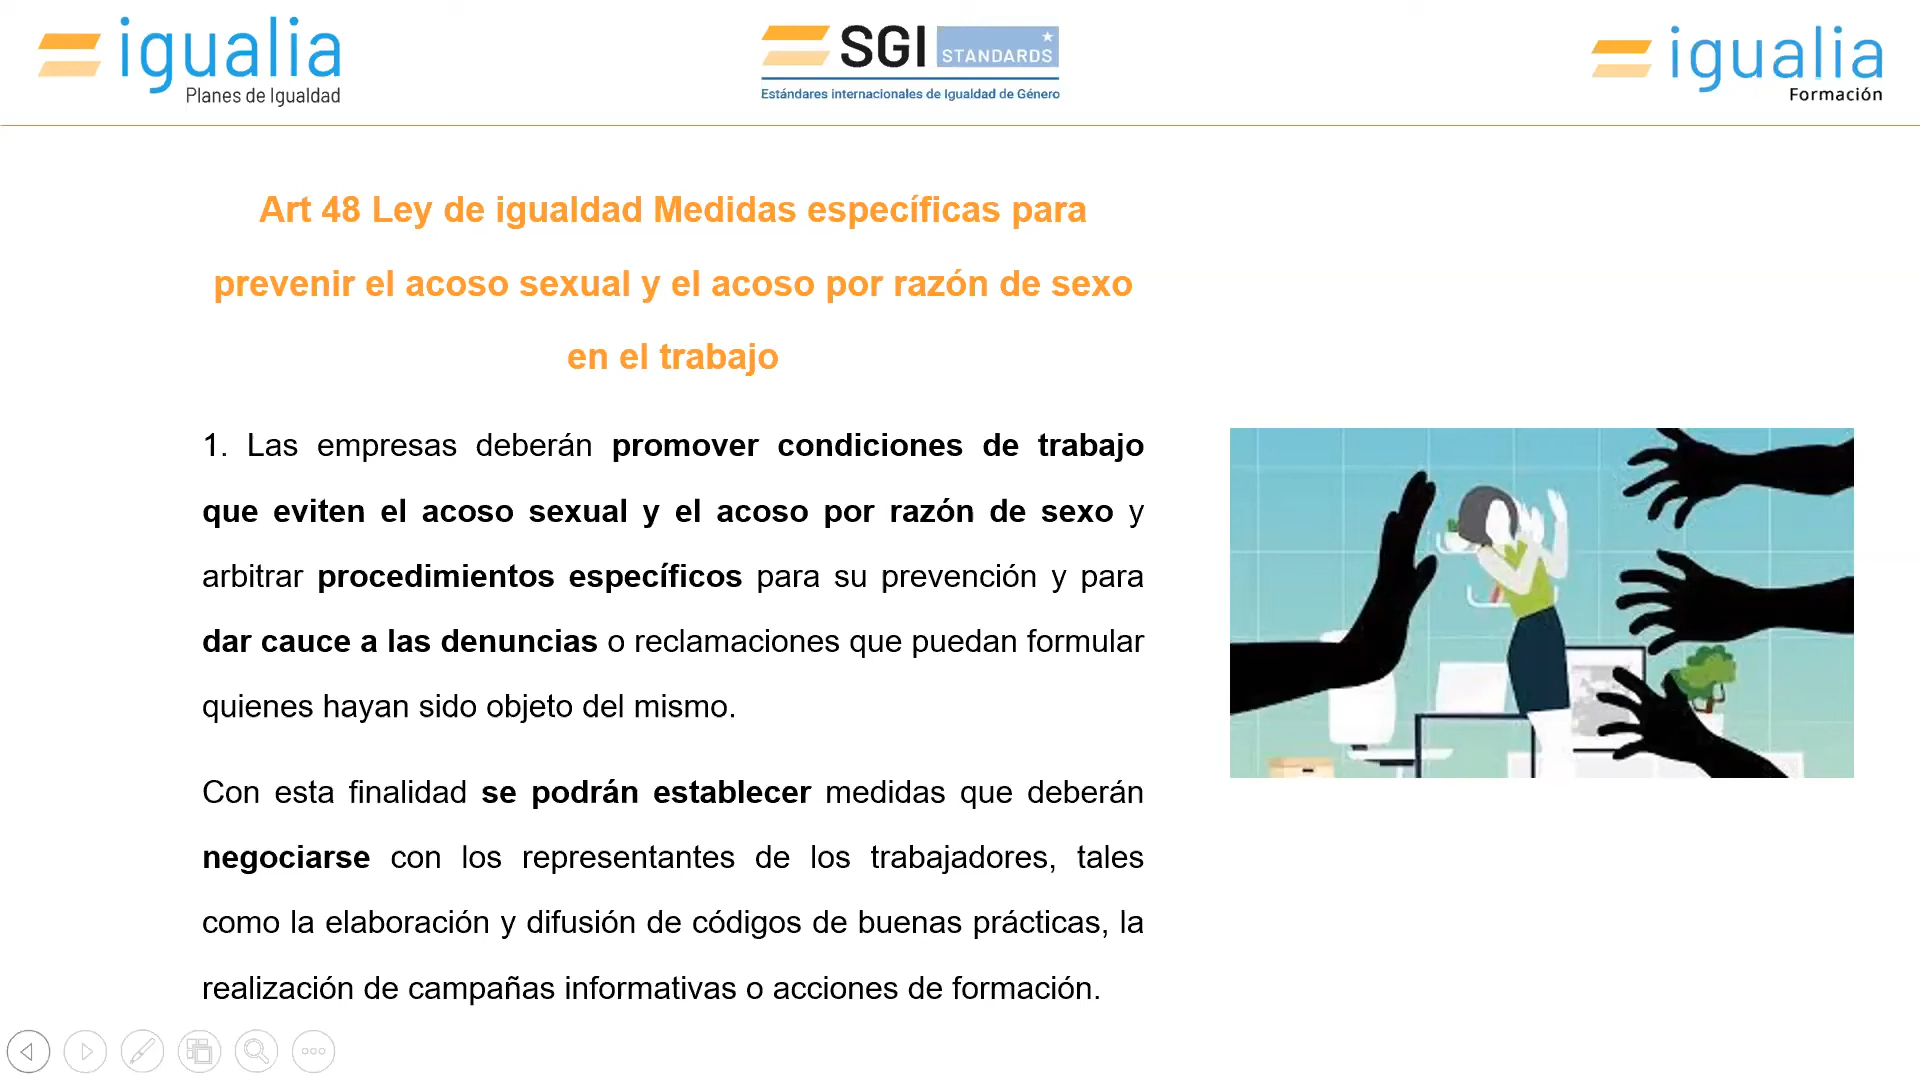 igualia
Planes de Igualdad
SGI STANDARDS
Estándares internacionales de Igualdad de Género
igualia
Formación
Art 48 Ley de igualdad Medidas específicas para
prevenir el acoso sexual y el acoso por razón de sexo
en el trabajo
1. Las empresas deberán promover condiciones de trabajo
que eviten el acoso sexual y el acoso por razón de sexo y
arbitrar procedimientos específicos para su prevención y para
dar cauce a las denuncias o reclamaciones que puedan formular
quienes hayan sido objeto del mismo.
Con esta finalidad se podrán establecer medidas que deberán
negociarse con los representantes de los trabajadores, tales
como la elaboración y difusión de códigos de buenas prácticas, la
realización de campañas informativas o acciones de formación.